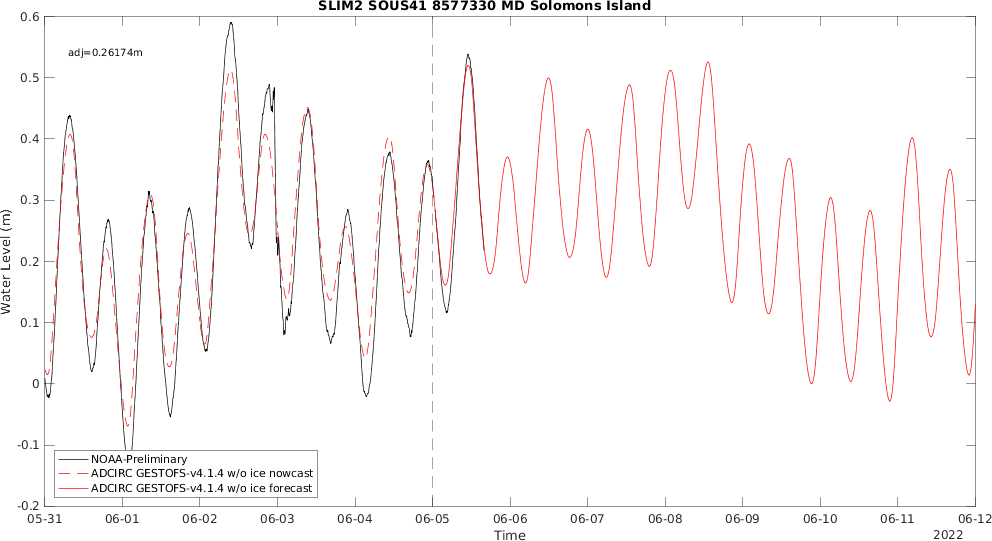 SLIM2 SOUS41 8577330 MD Solomons Island
adj=0.26174m
Water Level (m)
0.6
0.5
0.4
0.3
0.2
0.1
0
-0.1
-0.2
NOAA-Preliminary
ADCIRC GESTOFS-v4.1.4 w/o ice nowcast
ADCIRC GESTOFS-v4.1.4 w/o ice forecast
05-31 06-01 06-02 06-03 06-04 06-05 06-06 06-07 06-08 06-09 06-10 06-11 06-12
Time
2022